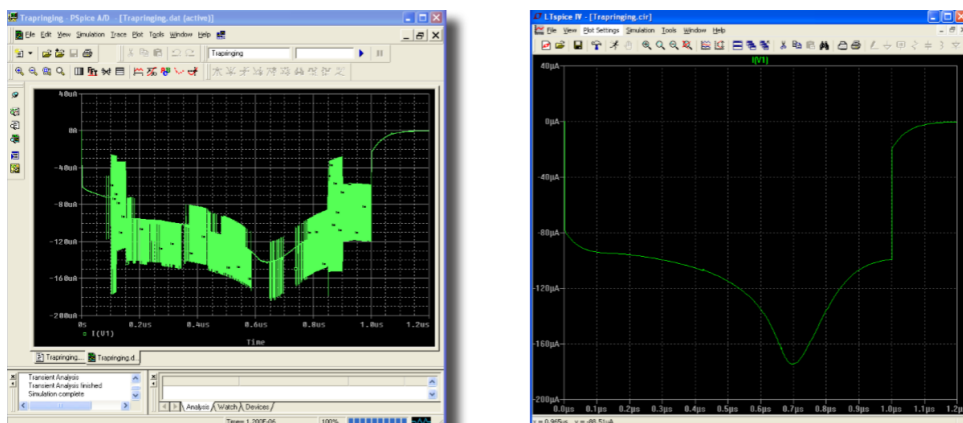 Trapringing - PSpice A/D - [Trapringing.dat (active)]
File Edit View Simulation Trace Plot Tools Window Help
Trapringing
40uA
0A
-40uA
-80uA
-120uA
-160uA
-200uA
0s 0.2us 0.4us 0.6us 0.8us 1.0us 1.2us
I(V1)
Time
Trapringing.... Trapringing.d...
Transient Analysis
Transient Analysis finished
Simulation complete
Analysis Watch Devices
Time= 1.200E-06 100%
LTspice IV - [Trapringing.cir]
File View Plot Settings Simulation Tools Window Help
I(V1)
40µA
0µA
-40µA
-80µA
-120µA
-160µA
-200µA
0.0µs 0.1µs 0.2µs 0.3µs 0.4µs 0.5µs 0.6µs 0.7µs 0.8µs 0.9µs 1.0µs 1.1µs 1.2µ